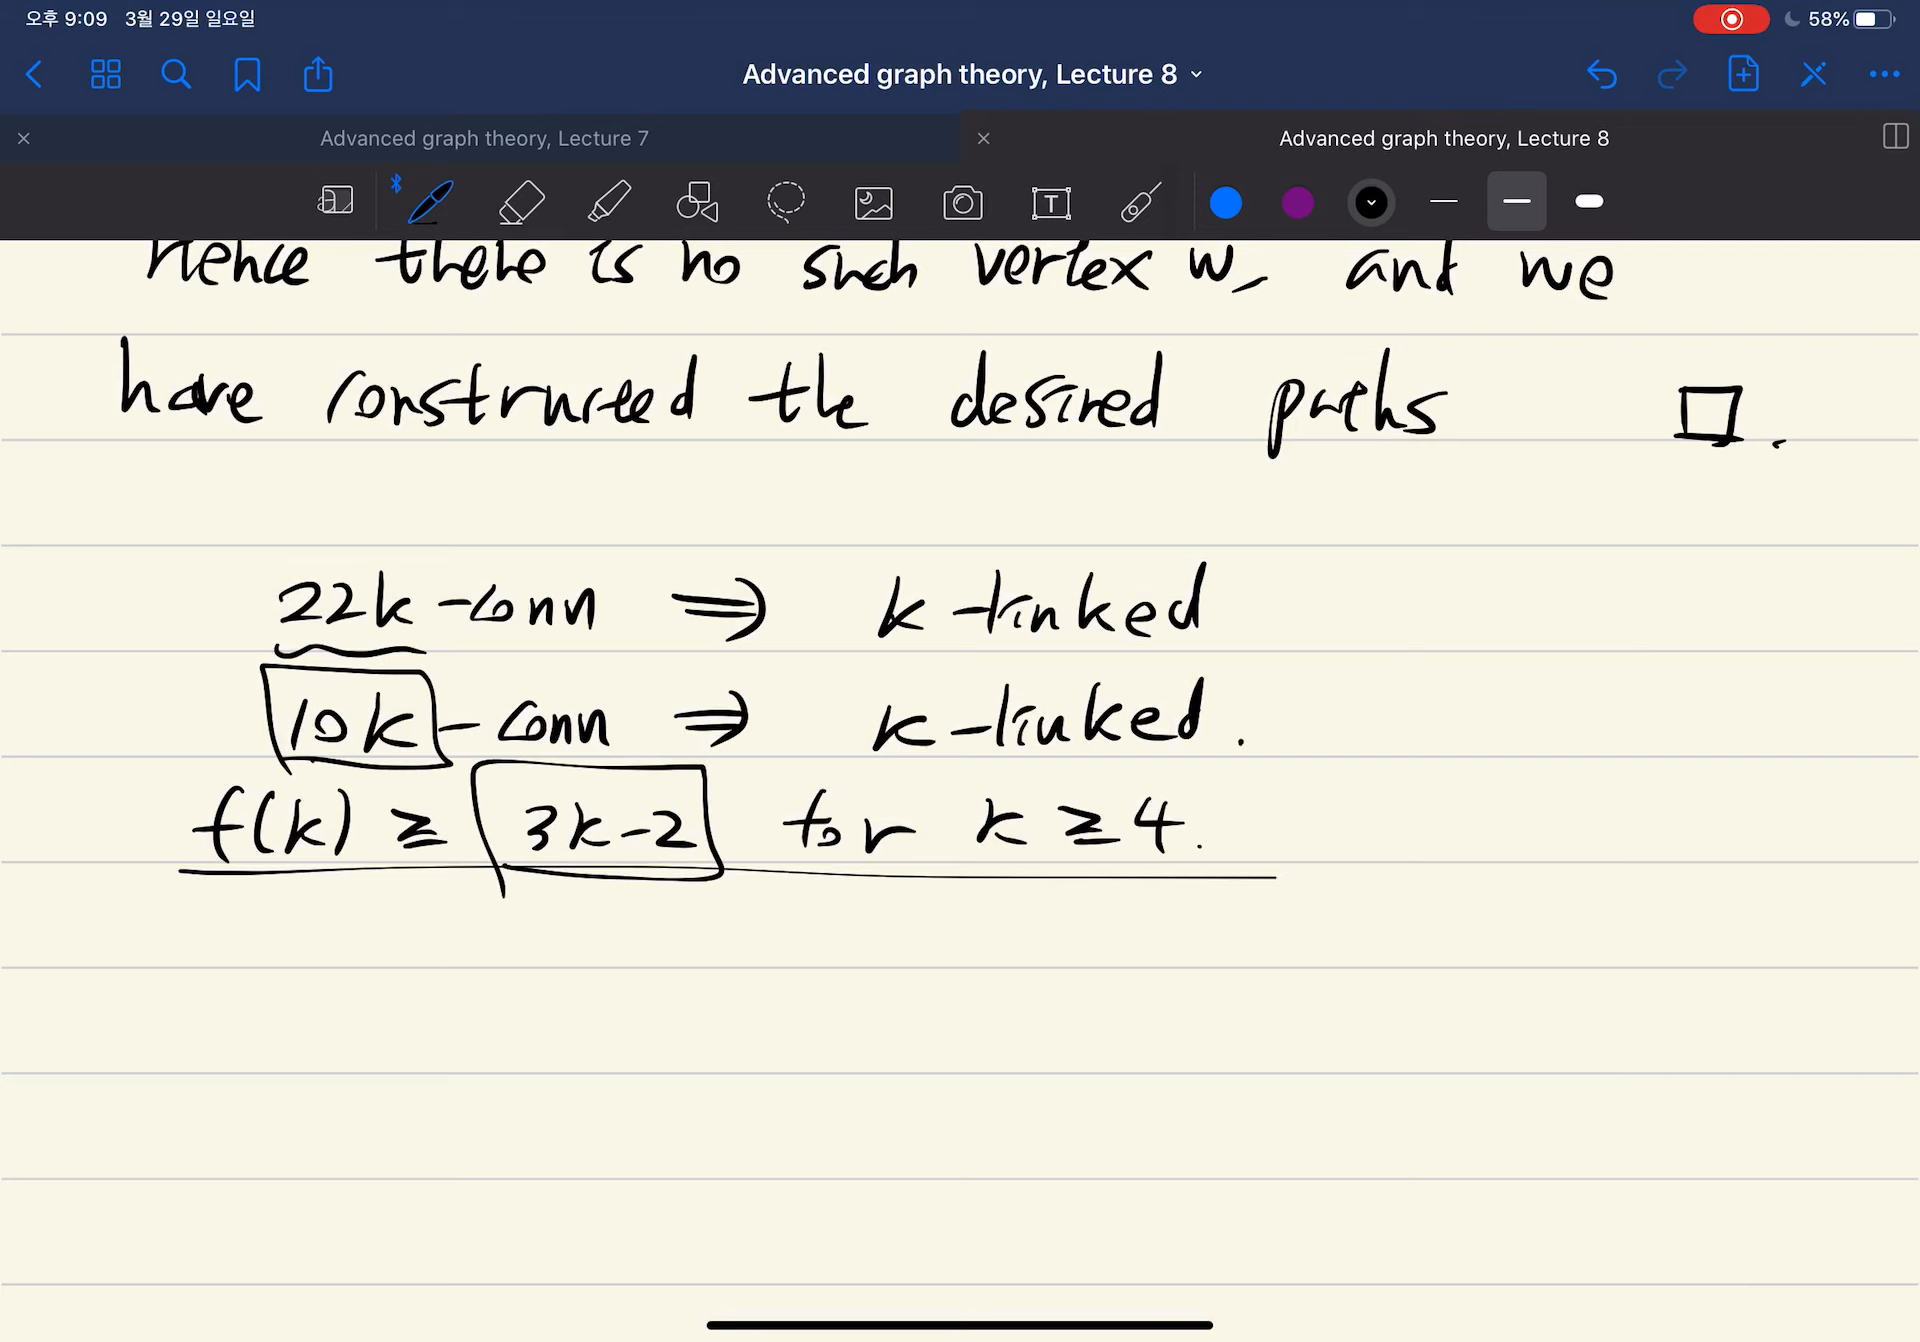 오후 9:09 3월 29일 일요일 58%
Advanced graph theory, Lecture 8
Advanced graph theory, Lecture 7
Advanced graph theory, Lecture 8
Hence there is no such vertex w, and we
have constructed the desired paths □.
22k-conn ⇒ k-linked
10k-conn ⇒ k-linked.
f(k) ≥ 3k-2 for k ≥ 4.